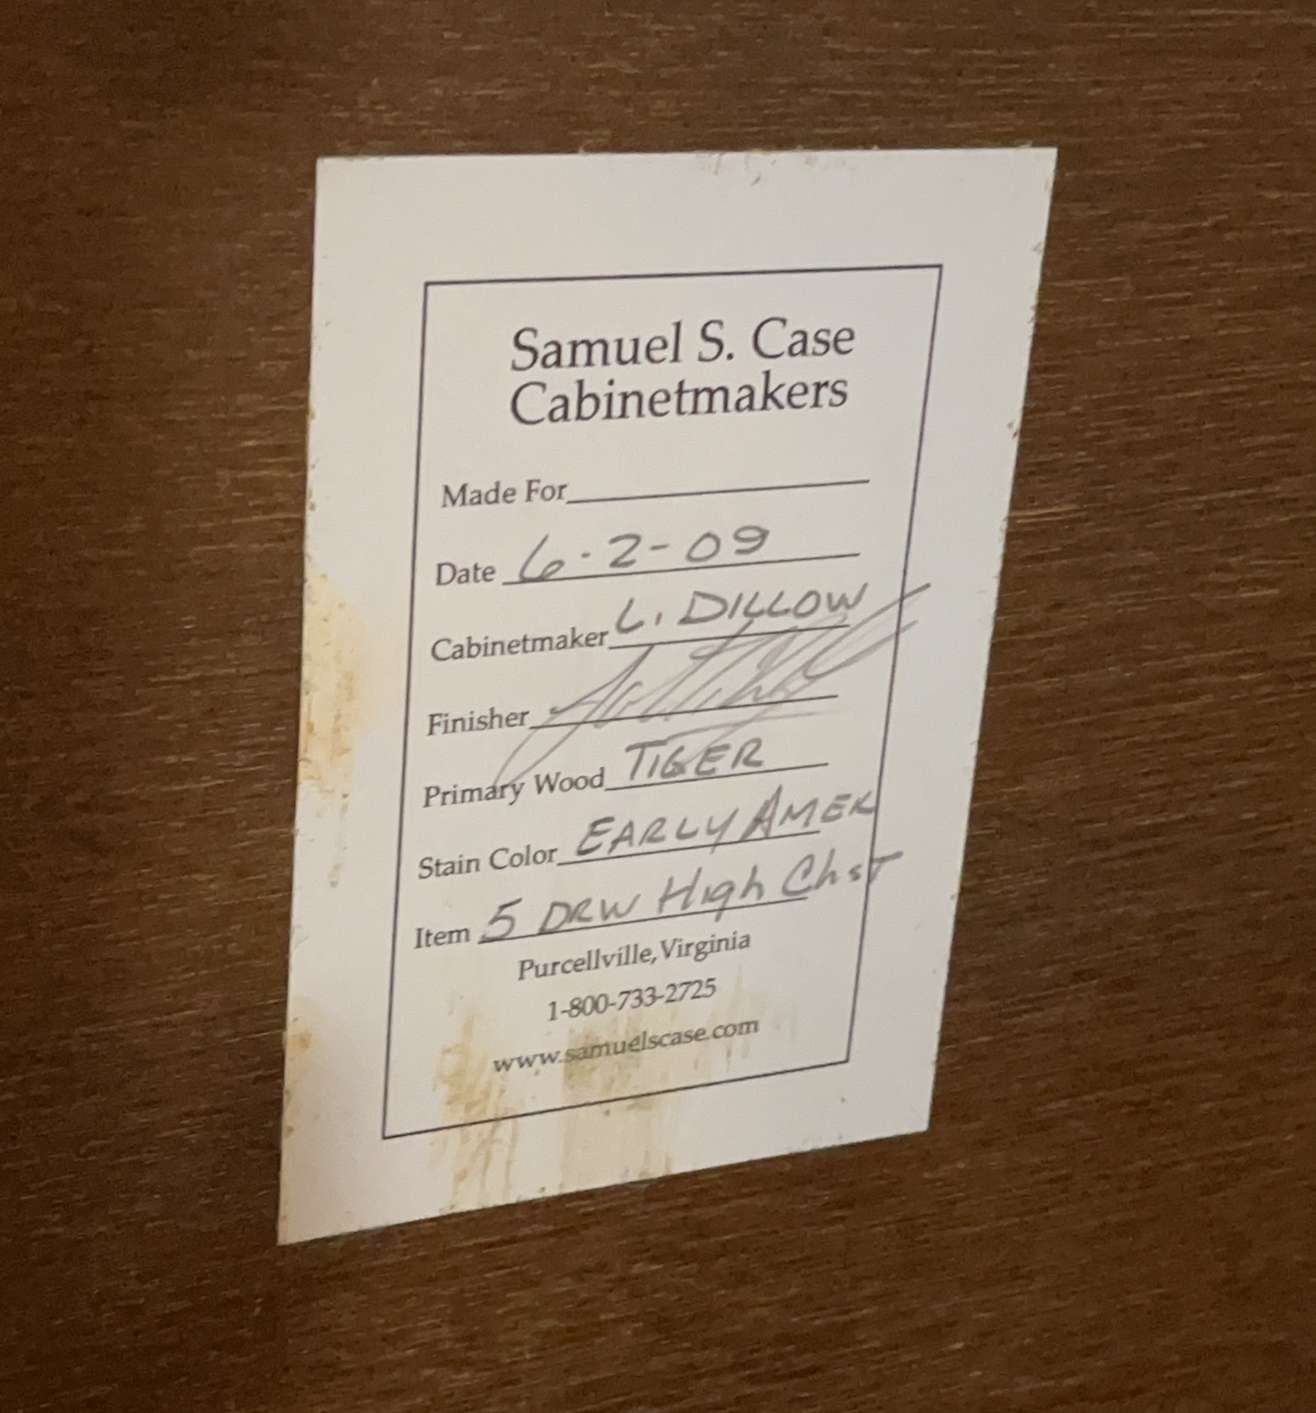 Samuel S. Case
Cabinetmakers
Made For
Date 6-2-09
Cabinetmaker L. DILLOW
Finisher
Primary Wood TIGER
Stain Color EARLY AMER
Item 5 DRW High Chst
Purcellville, Virginia
1-800-733-2725
www.samuelscase.com